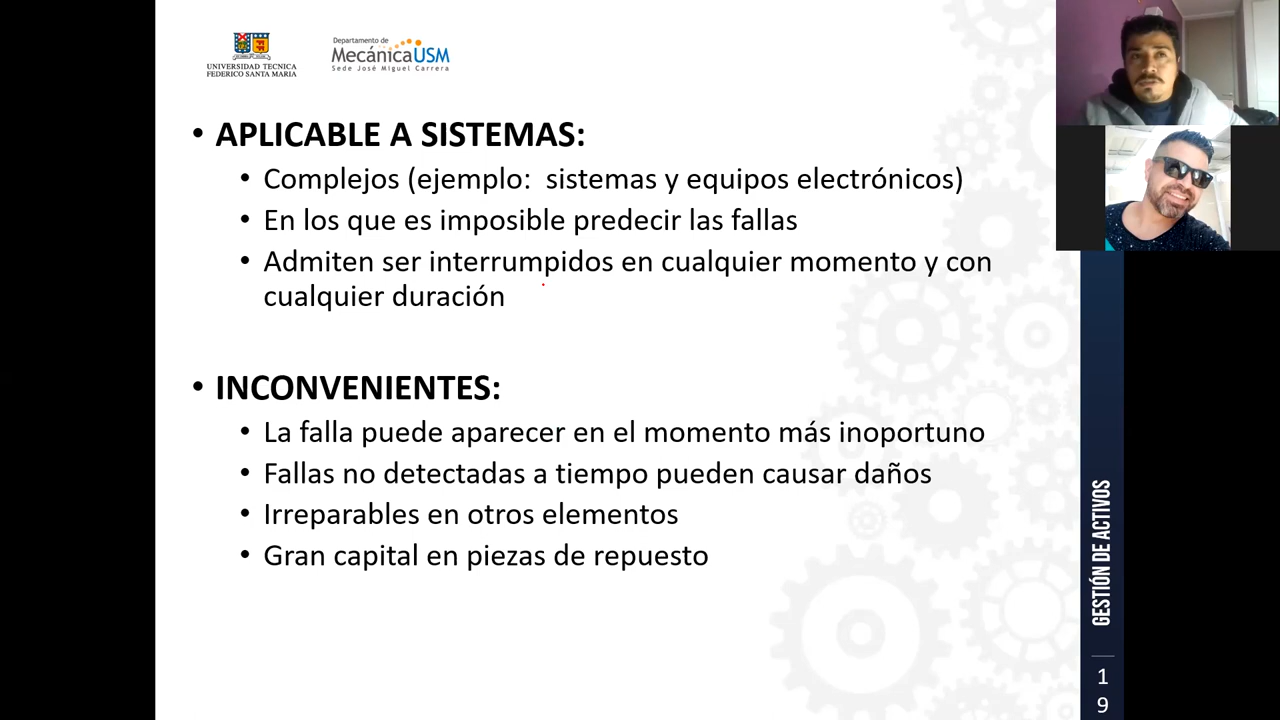 UNIVERSIDAD TECNICA
FEDERICO SANTA MARIA
Departamento de
MecánicaUSM
Sede José Miguel Carrera
• APLICABLE A SISTEMAS:
• Complejos (ejemplo: sistemas y equipos electrónicos)
• En los que es imposible predecir las fallas
• Admiten ser interrumpidos en cualquier momento y con
cualquier duración
• INCONVENIENTES:
• La falla puede aparecer en el momento más inoportuno
• Fallas no detectadas a tiempo pueden causar daños
• Irreparables en otros elementos
• Gran capital en piezas de repuesto
GESTIÓN DE ACTIVOS
1
9